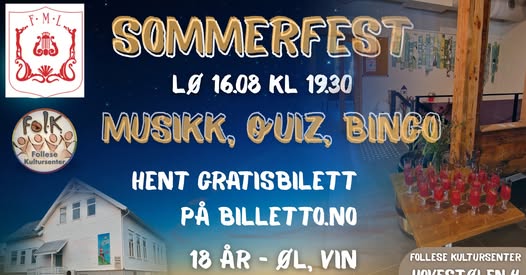 F M L
SOMMERFEST
LØ 16.08 KL 19.30
FOLK
Follese
Kultursenter
MUSIKK, QUIZ, BINGO
HENT GRATISBILETT
PÅ BILLETTO.NO
18 ÅR - ØL, VIN
FOLLESE KULTURSENTER